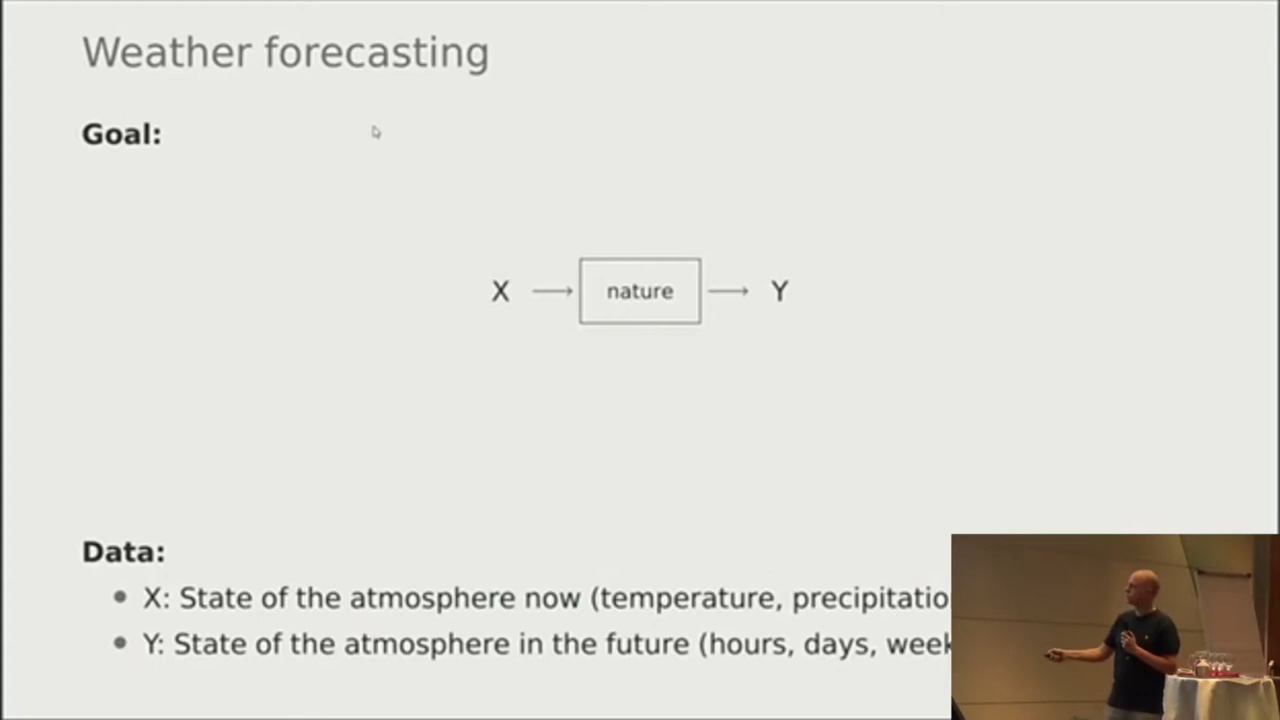 Weather forecasting
Goal:
X → nature → Y
Data:
• X: State of the atmosphere now (temperature,
• Y: State of the atmosphere in the future (hours, days,